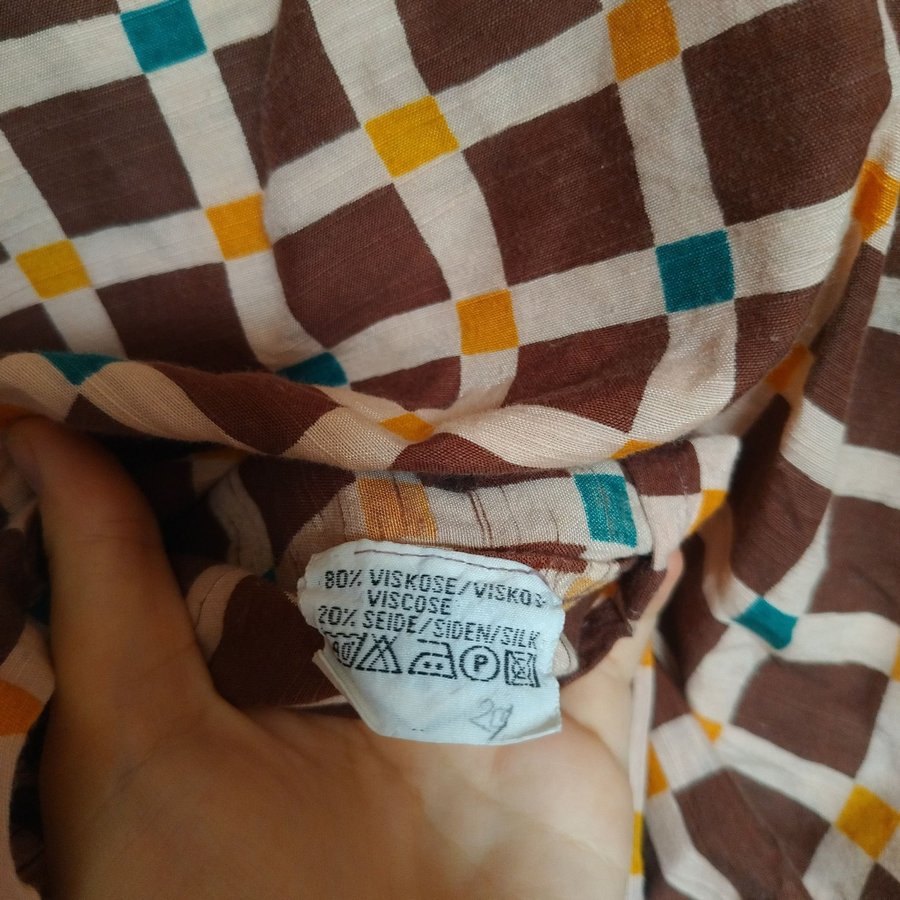 80% VISKOSE/VISKOS
VISCOSE
20% SEIDE/SIDEN/SILK
P